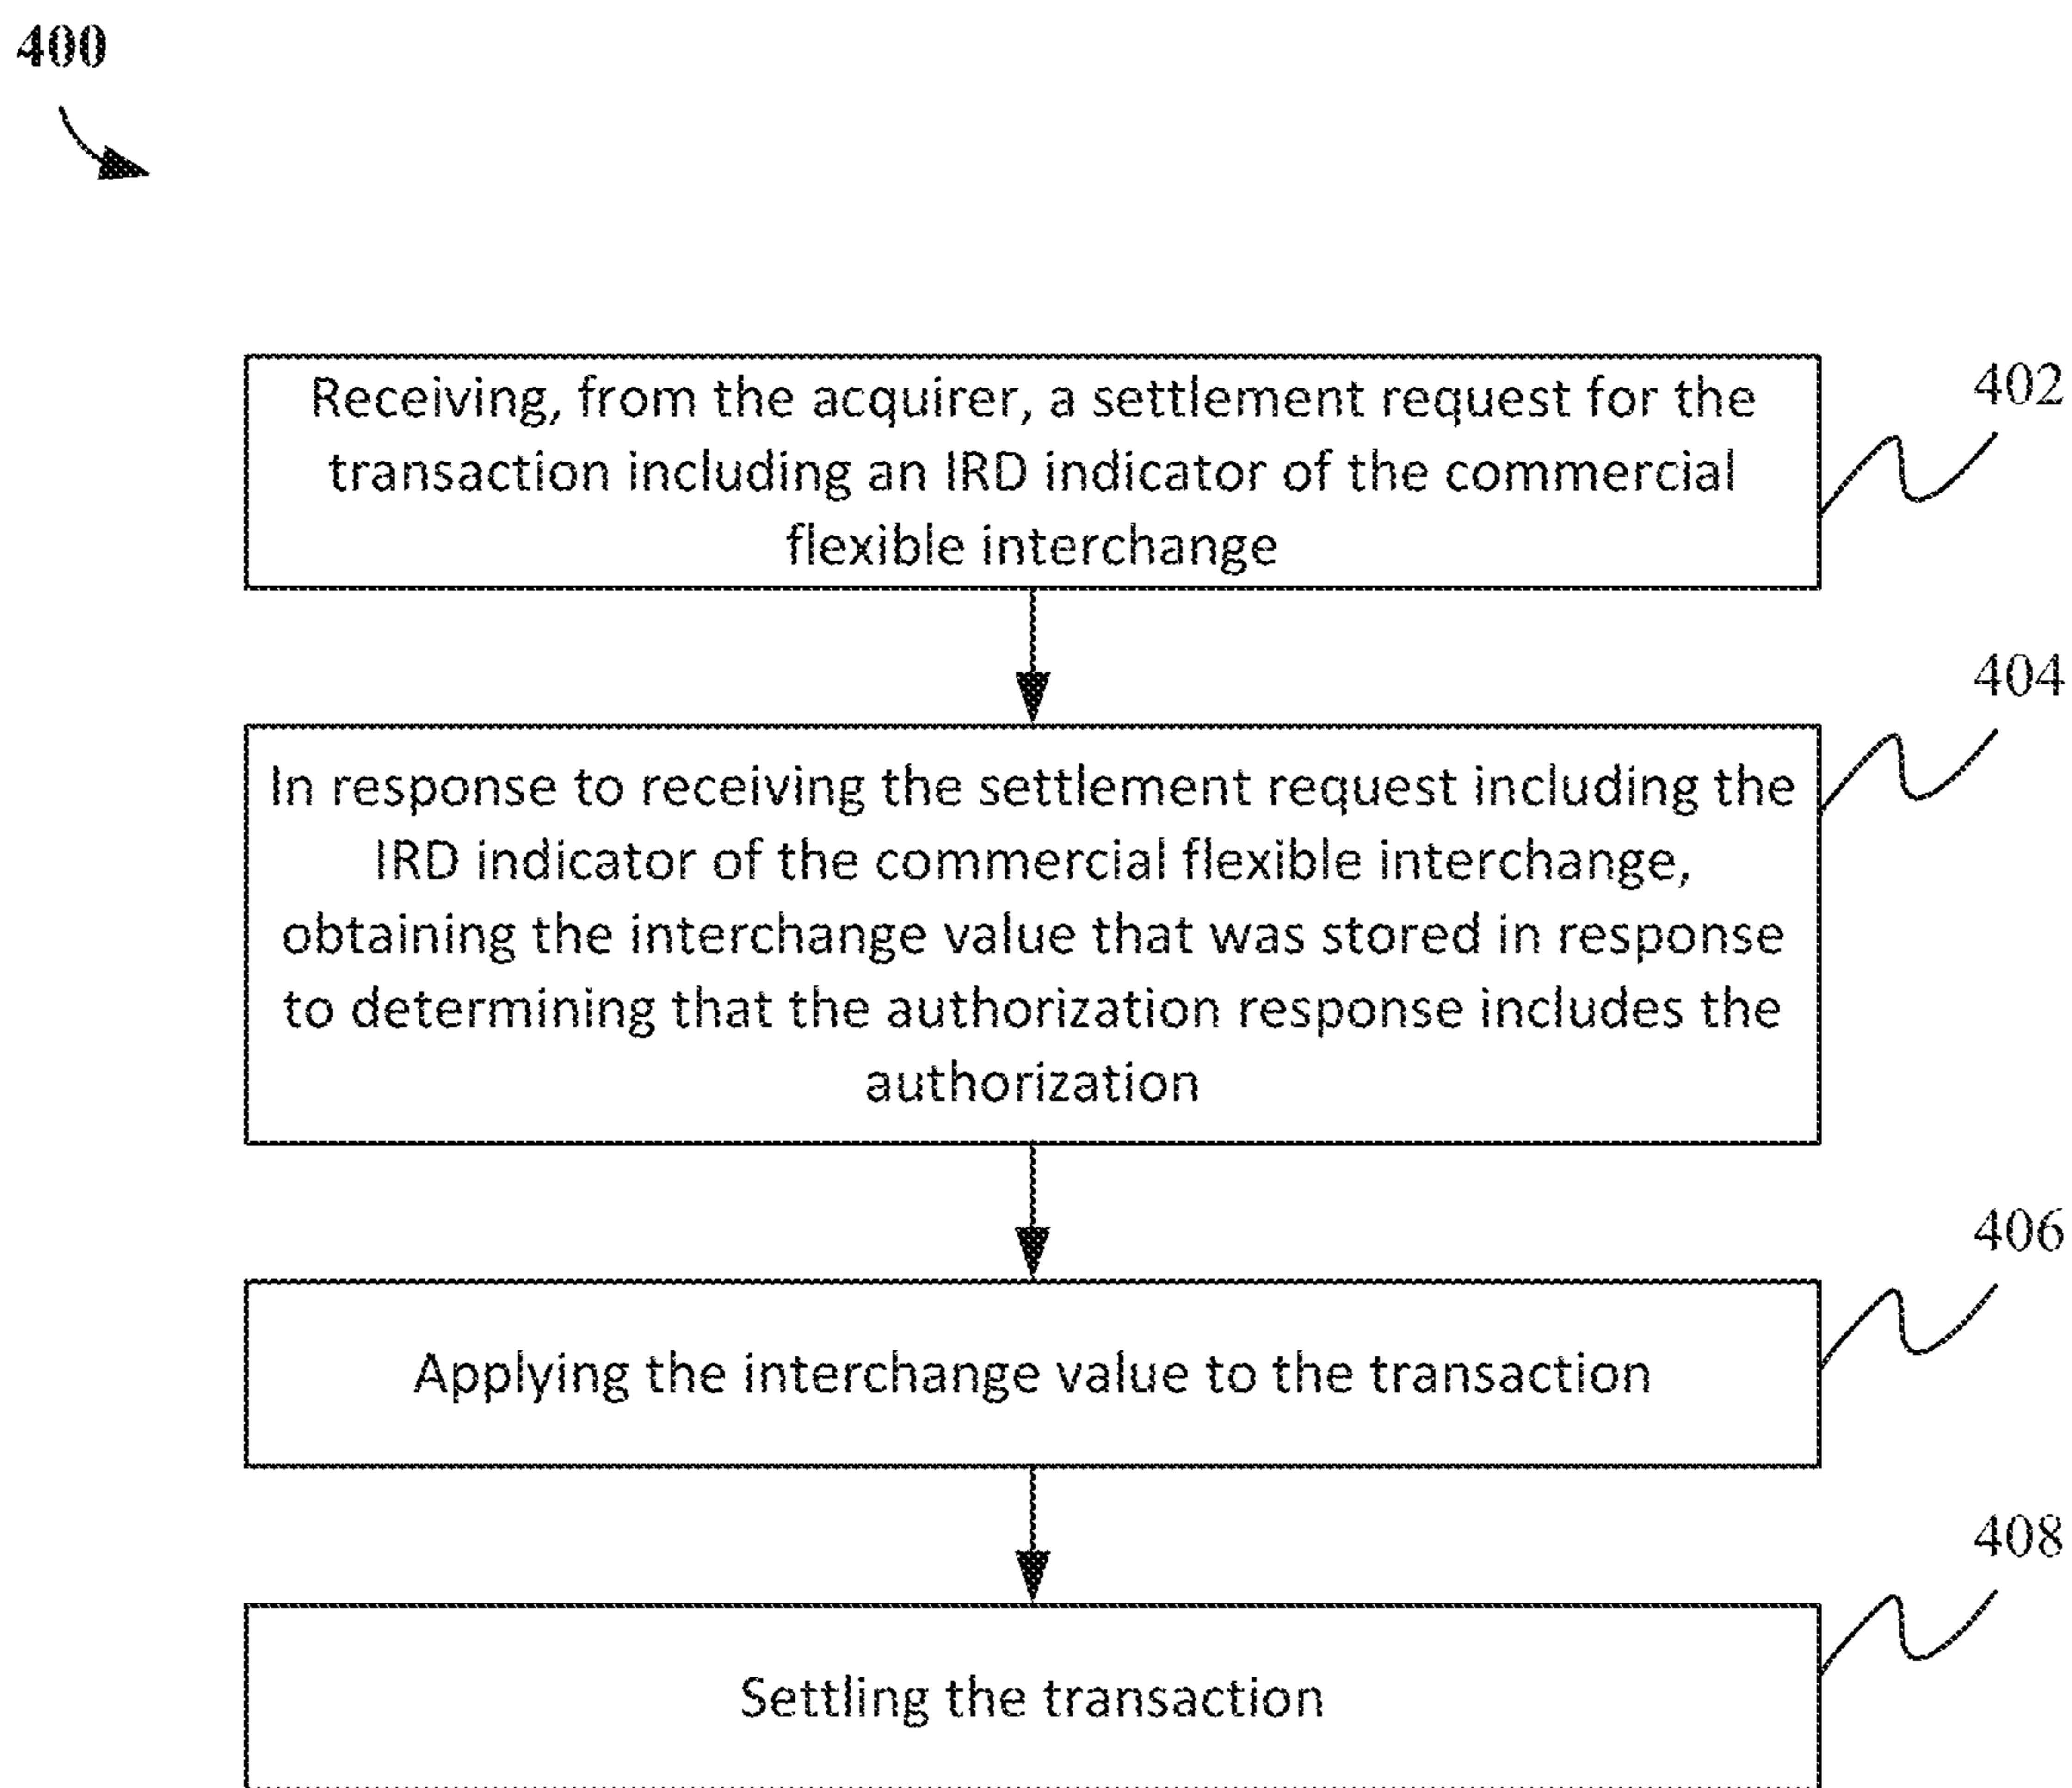 400
Receiving, from the acquirer, a settlement request for the
transaction including an IRD indicator of the commercial
flexible interchange
402
In response to receiving the settlement request including the
IRD indicator of the commercial flexible interchange,
obtaining the interchange value that was stored in response
to determining that the authorization response includes the
authorization
404
Applying the interchange value to the transaction
406
Settling the transaction
408